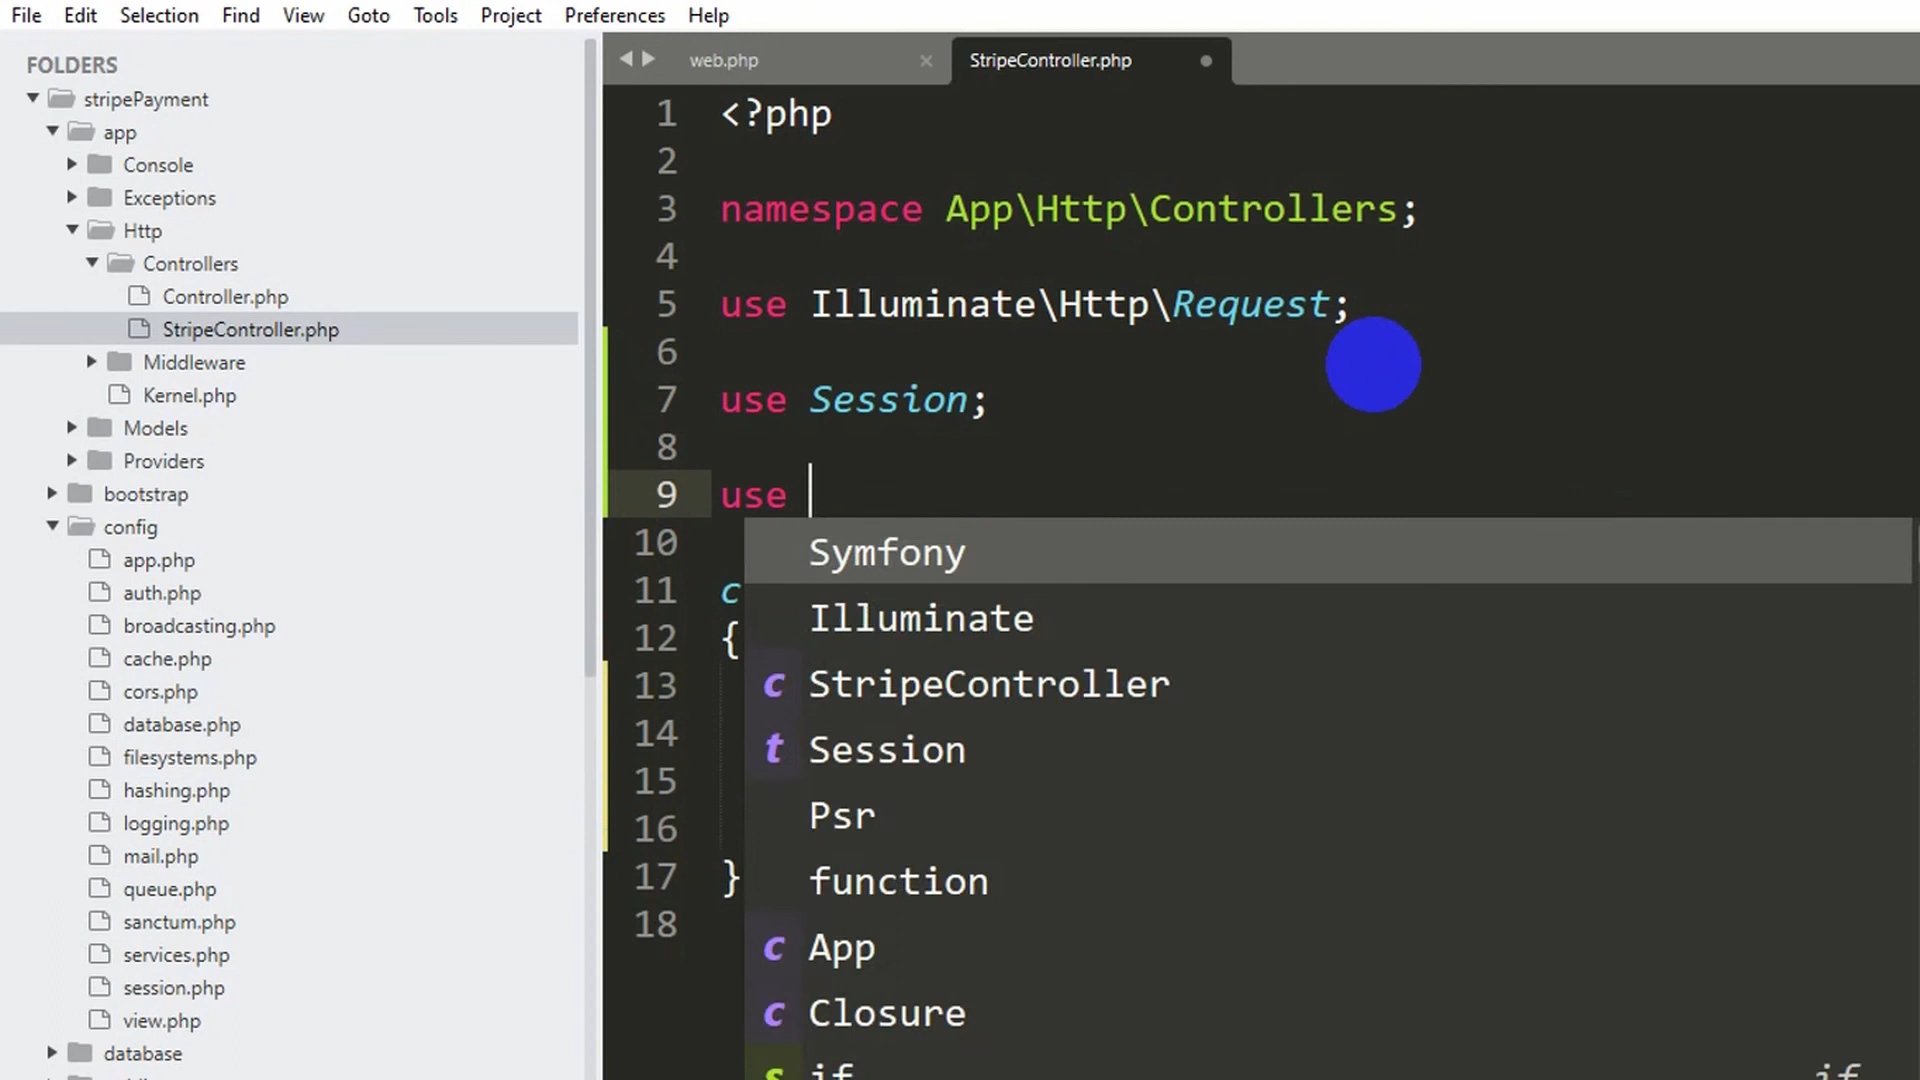 File Edit Selection Find View Goto Tools Project Preferences Help
FOLDERS
stripePayment
app
Console
Exceptions
Http
Controllers
Controller.php
StripeController.php
Middleware
Kernel.php
Models
Providers
bootstrap
config
app.php
auth.php
broadcasting.php
cache.php
cors.php
database.php
filesystems.php
hashing.php
logging.php
mail.php
queue.php
sanctum.php
services.php
session.php
view.php
database
web.php × StripeController.php
1 <?php
2
3 namespace App\Http\Controllers;
4
5 use Illuminate\Http\Request;
6
7 use Session;
8
9 use
10
11 c
12 {
13
14
15
16
17 }
18
Symfony
Illuminate
c StripeController
t Session
Psr
function
c App
c Closure
s if if